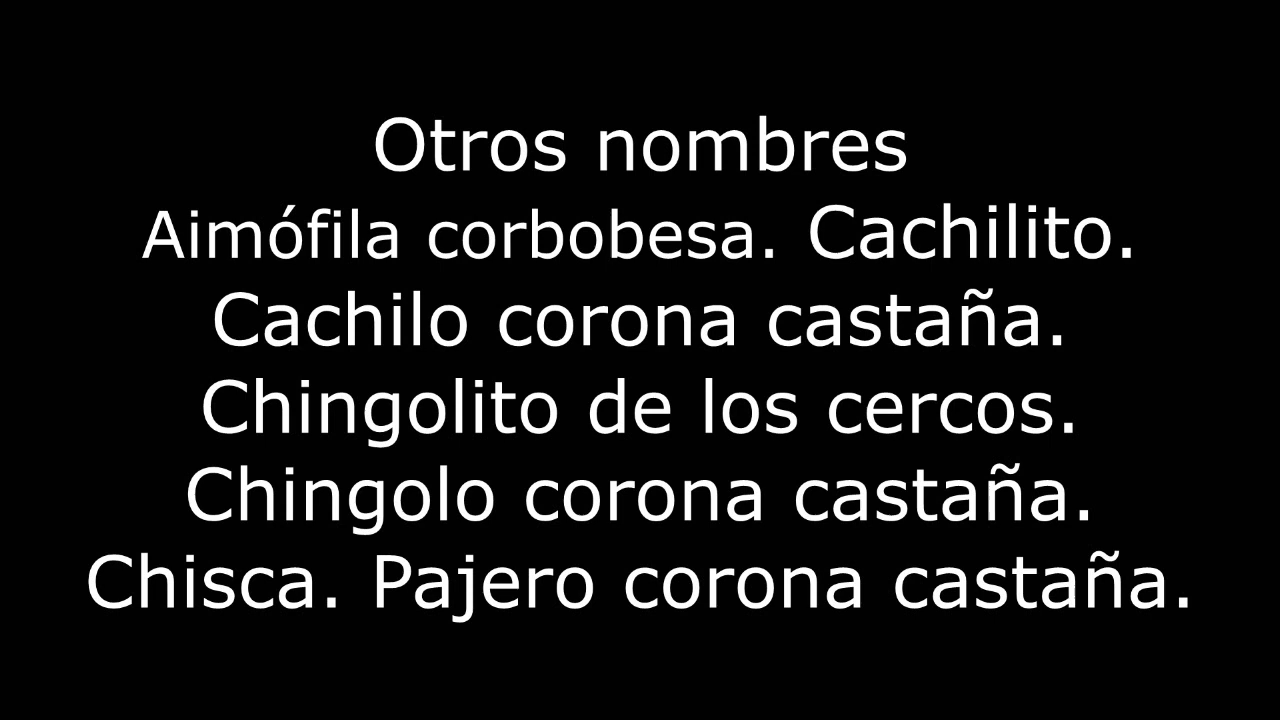 Otros nombres
Aimófila corbobesa. Cachilito.
Cachilo corona castaña.
Chingolito de los cercos.
Chingolo corona castaña.
Chisca. Pajero corona castaña.